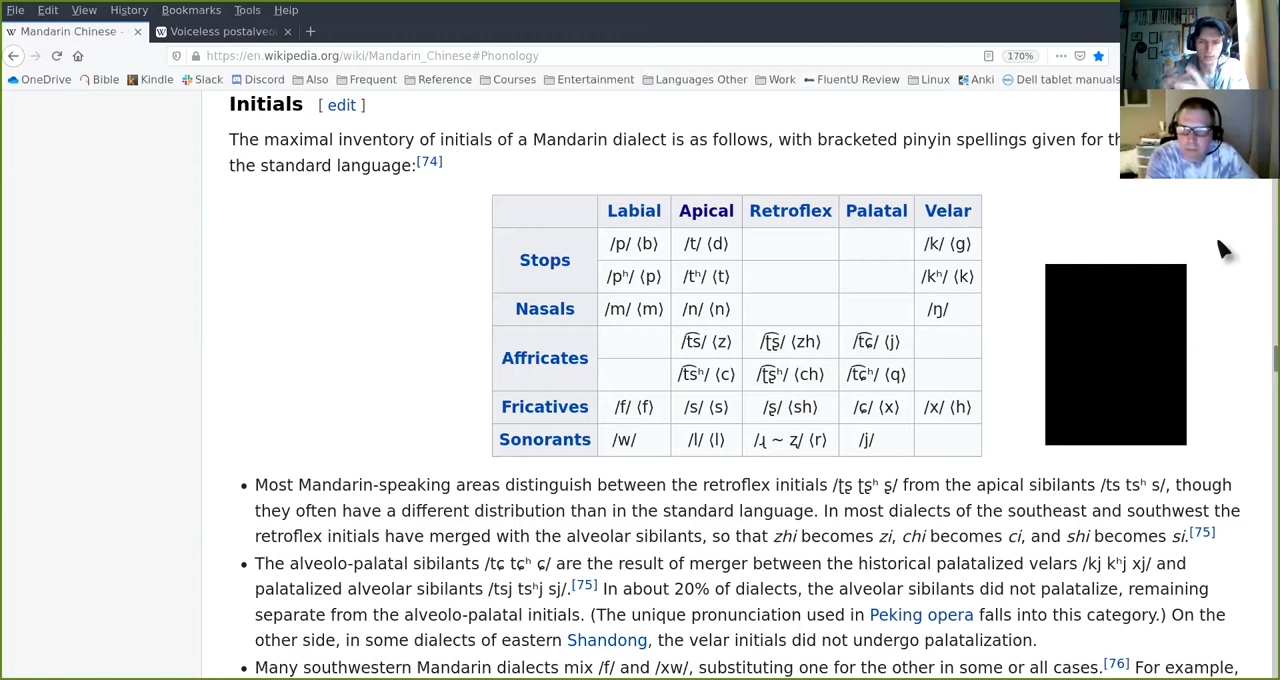 File Edit View History Bookmarks Tools Help
Mandarin Chinese - Voiceless postalveo
https://en.wikipedia.org/wiki/Mandarin_Chinese#Phonology 170%
OneDrive Bible Kindle Slack Discord Also Frequent Reference Courses Entertainment Languages Other Work FluentU Review Linux Anki Dell tablet manuals
Initials [ edit ]
The maximal inventory of initials of a Mandarin dialect is as follows, with bracketed pinyin spellings given for th
the standard language:[74]
Labial Apical Retroflex Palatal Velar
Stops /p/ ⟨b⟩ /t/ ⟨d⟩ /k/ ⟨g⟩
/pʰ/ ⟨p⟩ /tʰ/ ⟨t⟩ /kʰ/ ⟨k⟩
Nasals /m/ ⟨m⟩ /n/ ⟨n⟩ /ŋ/
Affricates /t͡s/ ⟨z⟩ /ʈ͡ʂ/ ⟨zh⟩ /t͡ɕ/ ⟨j⟩
/t͡sʰ/ ⟨c⟩ /ʈ͡ʂʰ/ ⟨ch⟩ /t͡ɕʰ/ ⟨q⟩
Fricatives /f/ ⟨f⟩ /s/ ⟨s⟩ /ʂ/ ⟨sh⟩ /ɕ/ ⟨x⟩ /x/ ⟨h⟩
Sonorants /w/ /l/ ⟨l⟩ /ɻ ~ ʐ/ ⟨r⟩ /j/
• Most Mandarin-speaking areas distinguish between the retroflex initials /ʈʂ ʈʂʰ ʂ/ from the apical sibilants /ts tsʰ s/, though
they often have a different distribution than in the standard language. In most dialects of the southeast and southwest the
retroflex initials have merged with the alveolar sibilants, so that zhi becomes zi, chi becomes ci, and shi becomes si.[75]
• The alveolo-palatal sibilants /tɕ tɕʰ ɕ/ are the result of merger between the historical palatalized velars /kj kʰj xj/ and
palatalized alveolar sibilants /tsj tsʰj sj/.[75] In about 20% of dialects, the alveolar sibilants did not palatalize, remaining
separate from the alveolo-palatal initials. (The unique pronunciation used in Peking opera falls into this category.) On the
other side, in some dialects of eastern Shandong, the velar initials did not undergo palatalization.
• Many southwestern Mandarin dialects mix /f/ and /xw/, substituting one for the other in some or all cases.[76] For example,